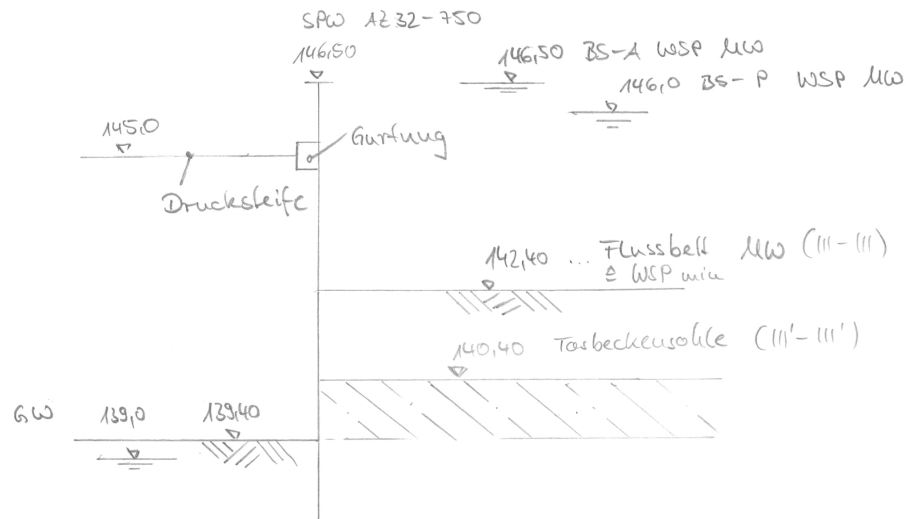 SPW AZ 32-750
146,50
146,50 BS-A WSP MW
146,0 BS-P WSP MW
145,0
Gurtung
Drucksteife
142,40 ... Flussbett MW (III-III)
≙ WSP min
140,40 Tosbeckensohle (III'-III')
GW 139,0 139,40